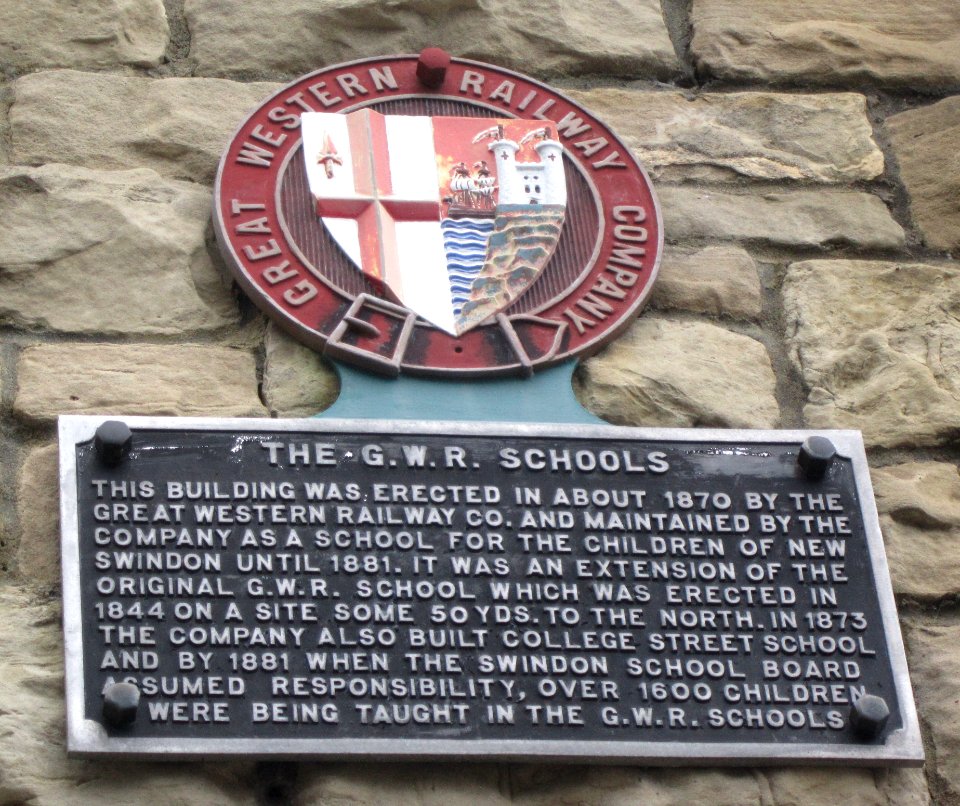 GREAT WESTERN RAILWAY COMPANY
THE G.W.R. SCHOOLS
THIS BUILDING WAS ERECTED IN ABOUT 1870 BY THE
GREAT WESTERN RAILWAY CO. AND MAINTAINED BY THE
COMPANY AS A SCHOOL FOR THE CHILDREN OF NEW
SWINDON UNTIL 1881. IT WAS AN EXTENSION OF THE
ORIGINAL G.W.R. SCHOOL WHICH WAS ERECTED IN
1844 ON A SITE SOME 50 YDS. TO THE NORTH. IN 1873
THE COMPANY ALSO BUILT COLLEGE STREET SCHOOL
AND BY 1881 WHEN THE SWINDON SCHOOL BOARD
ASSUMED RESPONSIBILITY, OVER 1600 CHILDREN
WERE BEING TAUGHT IN THE G.W.R. SCHOOLS